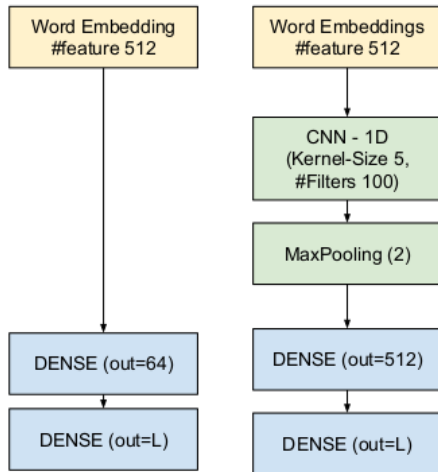 Word Embedding
#feature 512
DENSE (out=64)
DENSE (out=L)
Word Embeddings
#feature 512
CNN - 1D
(Kernel-Size 5,
#Filters 100)
MaxPooling (2)
DENSE (out=512)
DENSE (out=L)